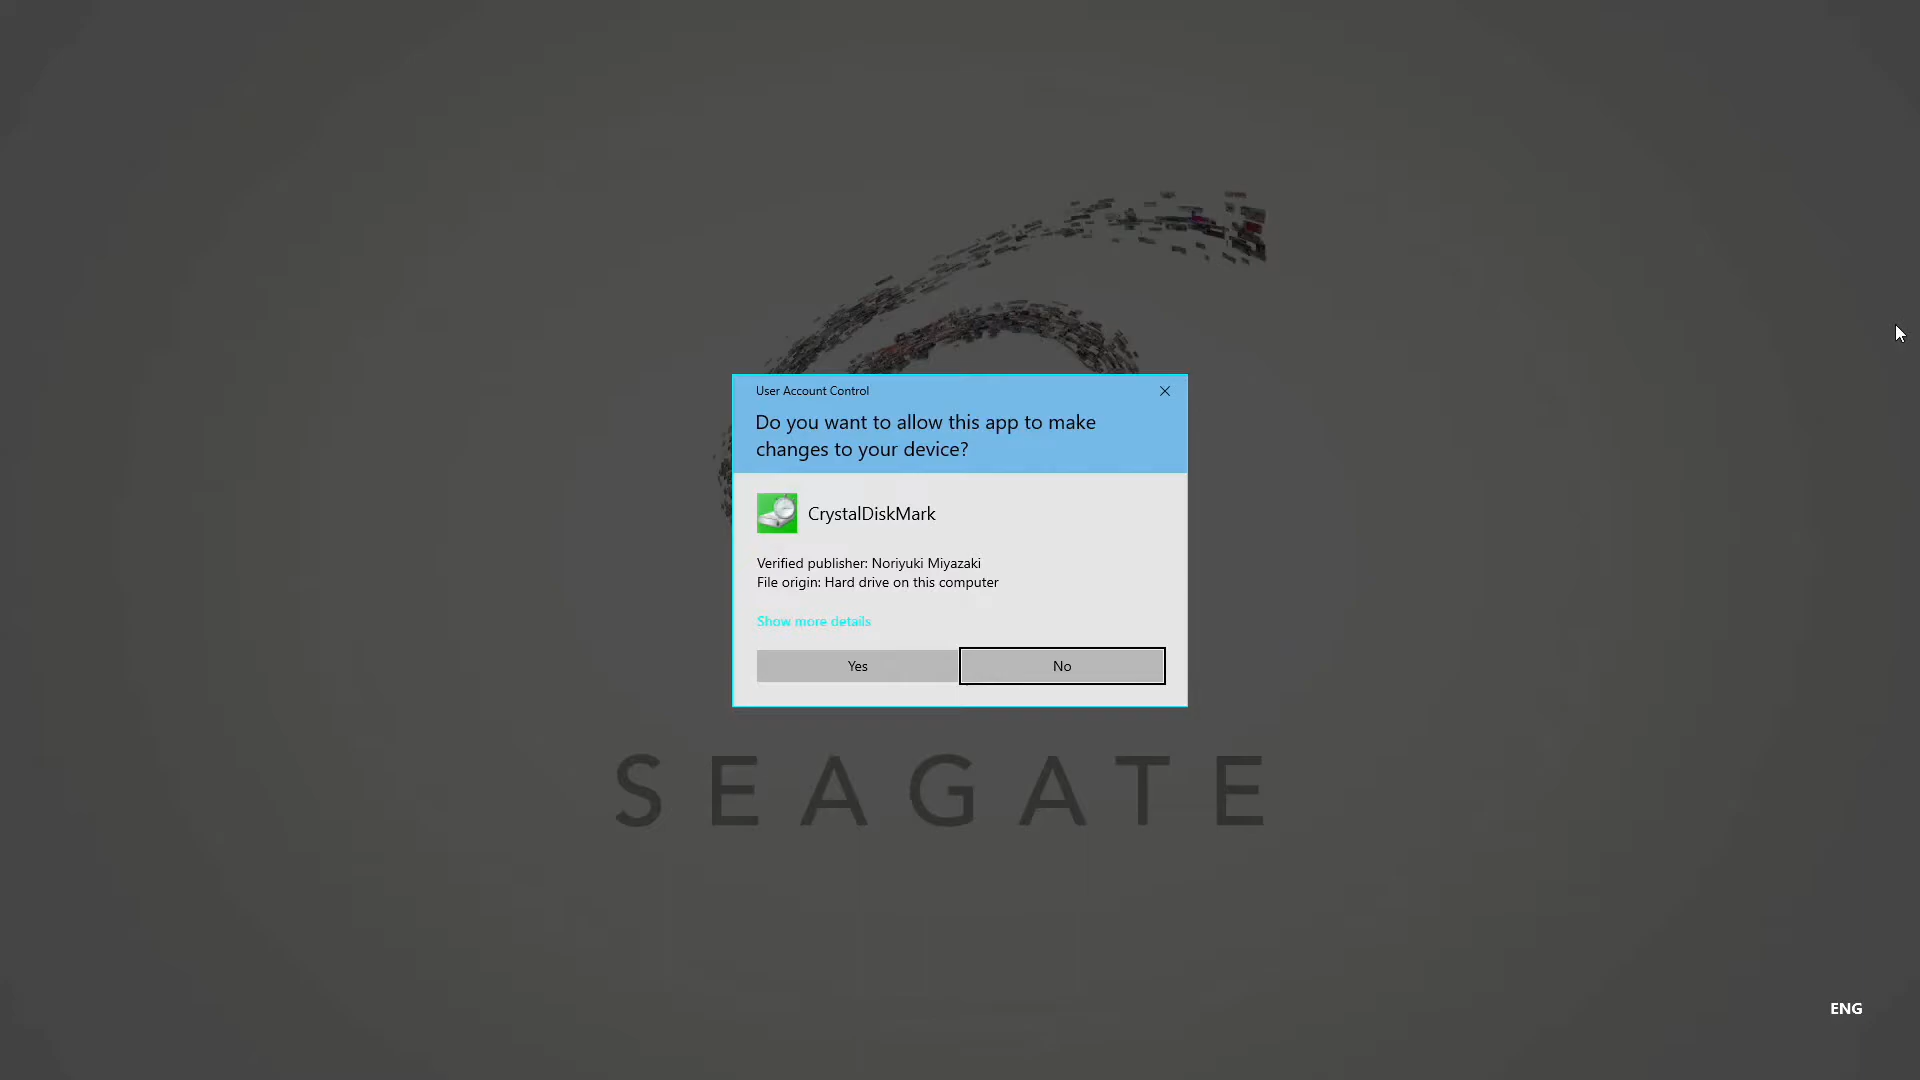 User Account Control
Do you want to allow this app to make
changes to your device?
CrystalDiskMark
Verified publisher: Noriyuki Miyazaki
File origin: Hard drive on this computer
Show more details
Yes
No
SEAGATE
ENG